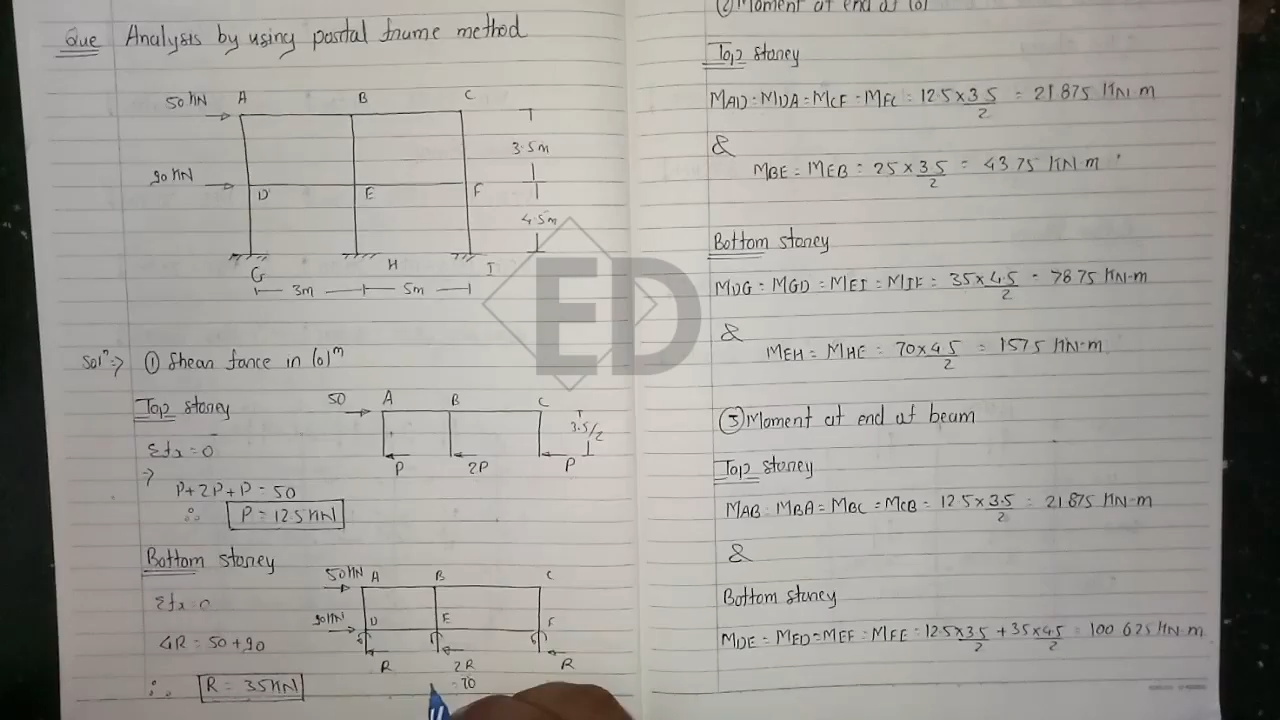 Que Analysis by using portal frame method
50 KN A B C
3.5m
90 KN D E F
4.5m
G H I
3m 5m
ED
Solⁿ ⇒ ① Shear force in Colᵐ
Top storey 50 A B C
3.5/2
Σfx = 0
P 2P P
⇒ P+2P+P = 50
∴ P = 12.5 KN
Bottom storey
50 KN A B C
Σfx = 0
90 KN D E F
4R = 50 + 90
R 2R R
= 70
∴ R = 35 KN
② Moment at end of Col
Top storey
MAD = MDA = MCF = MFC = 12.5 × 3.5/2 = 21.875 KN·m
&
MBE = MEB = 25 × 3.5/2 = 43.75 KN·m
Bottom storey
MDG = MGD = MFI = MIF = 35 × 4.5/2 = 78.75 KN·m
&
MEH = MHE = 70 × 4.5/2 = 157.5 KN·m
③ Moment at end of beam
Top storey
MAB = MBA = MBC = MCB = 12.5 × 3.5/2 = 21.875 KN·m
&
Bottom storey
MDE = MED = MEF = MFE = 12.5 × 3.5/2 + 35 × 4.5/2 = 100.625 KN·m